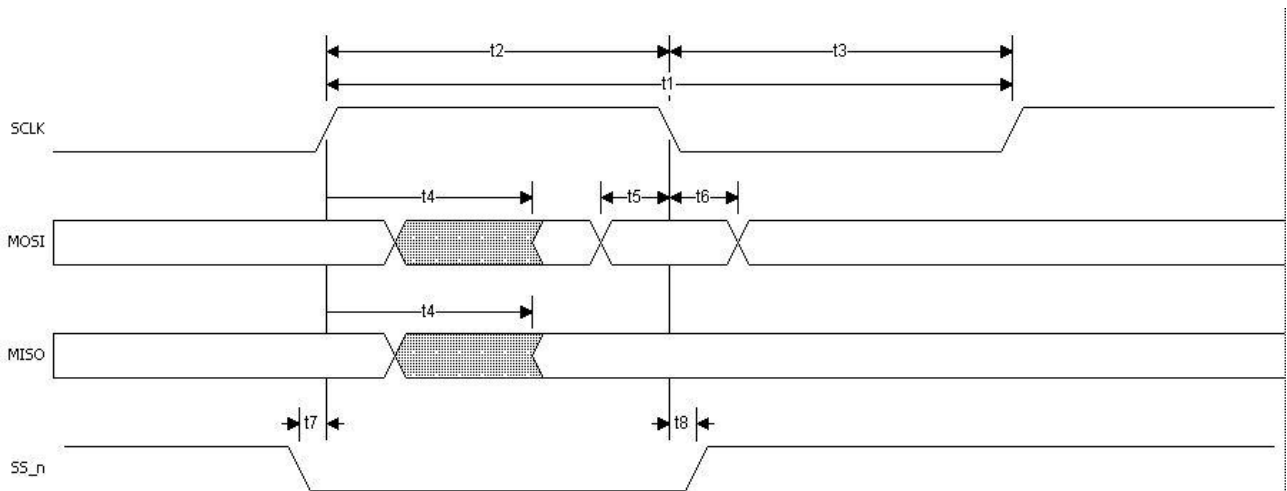 t2 t3
t1
SCLK
t4 t5 t6
MOSI
t4
MISO
t7 t8
SS_n